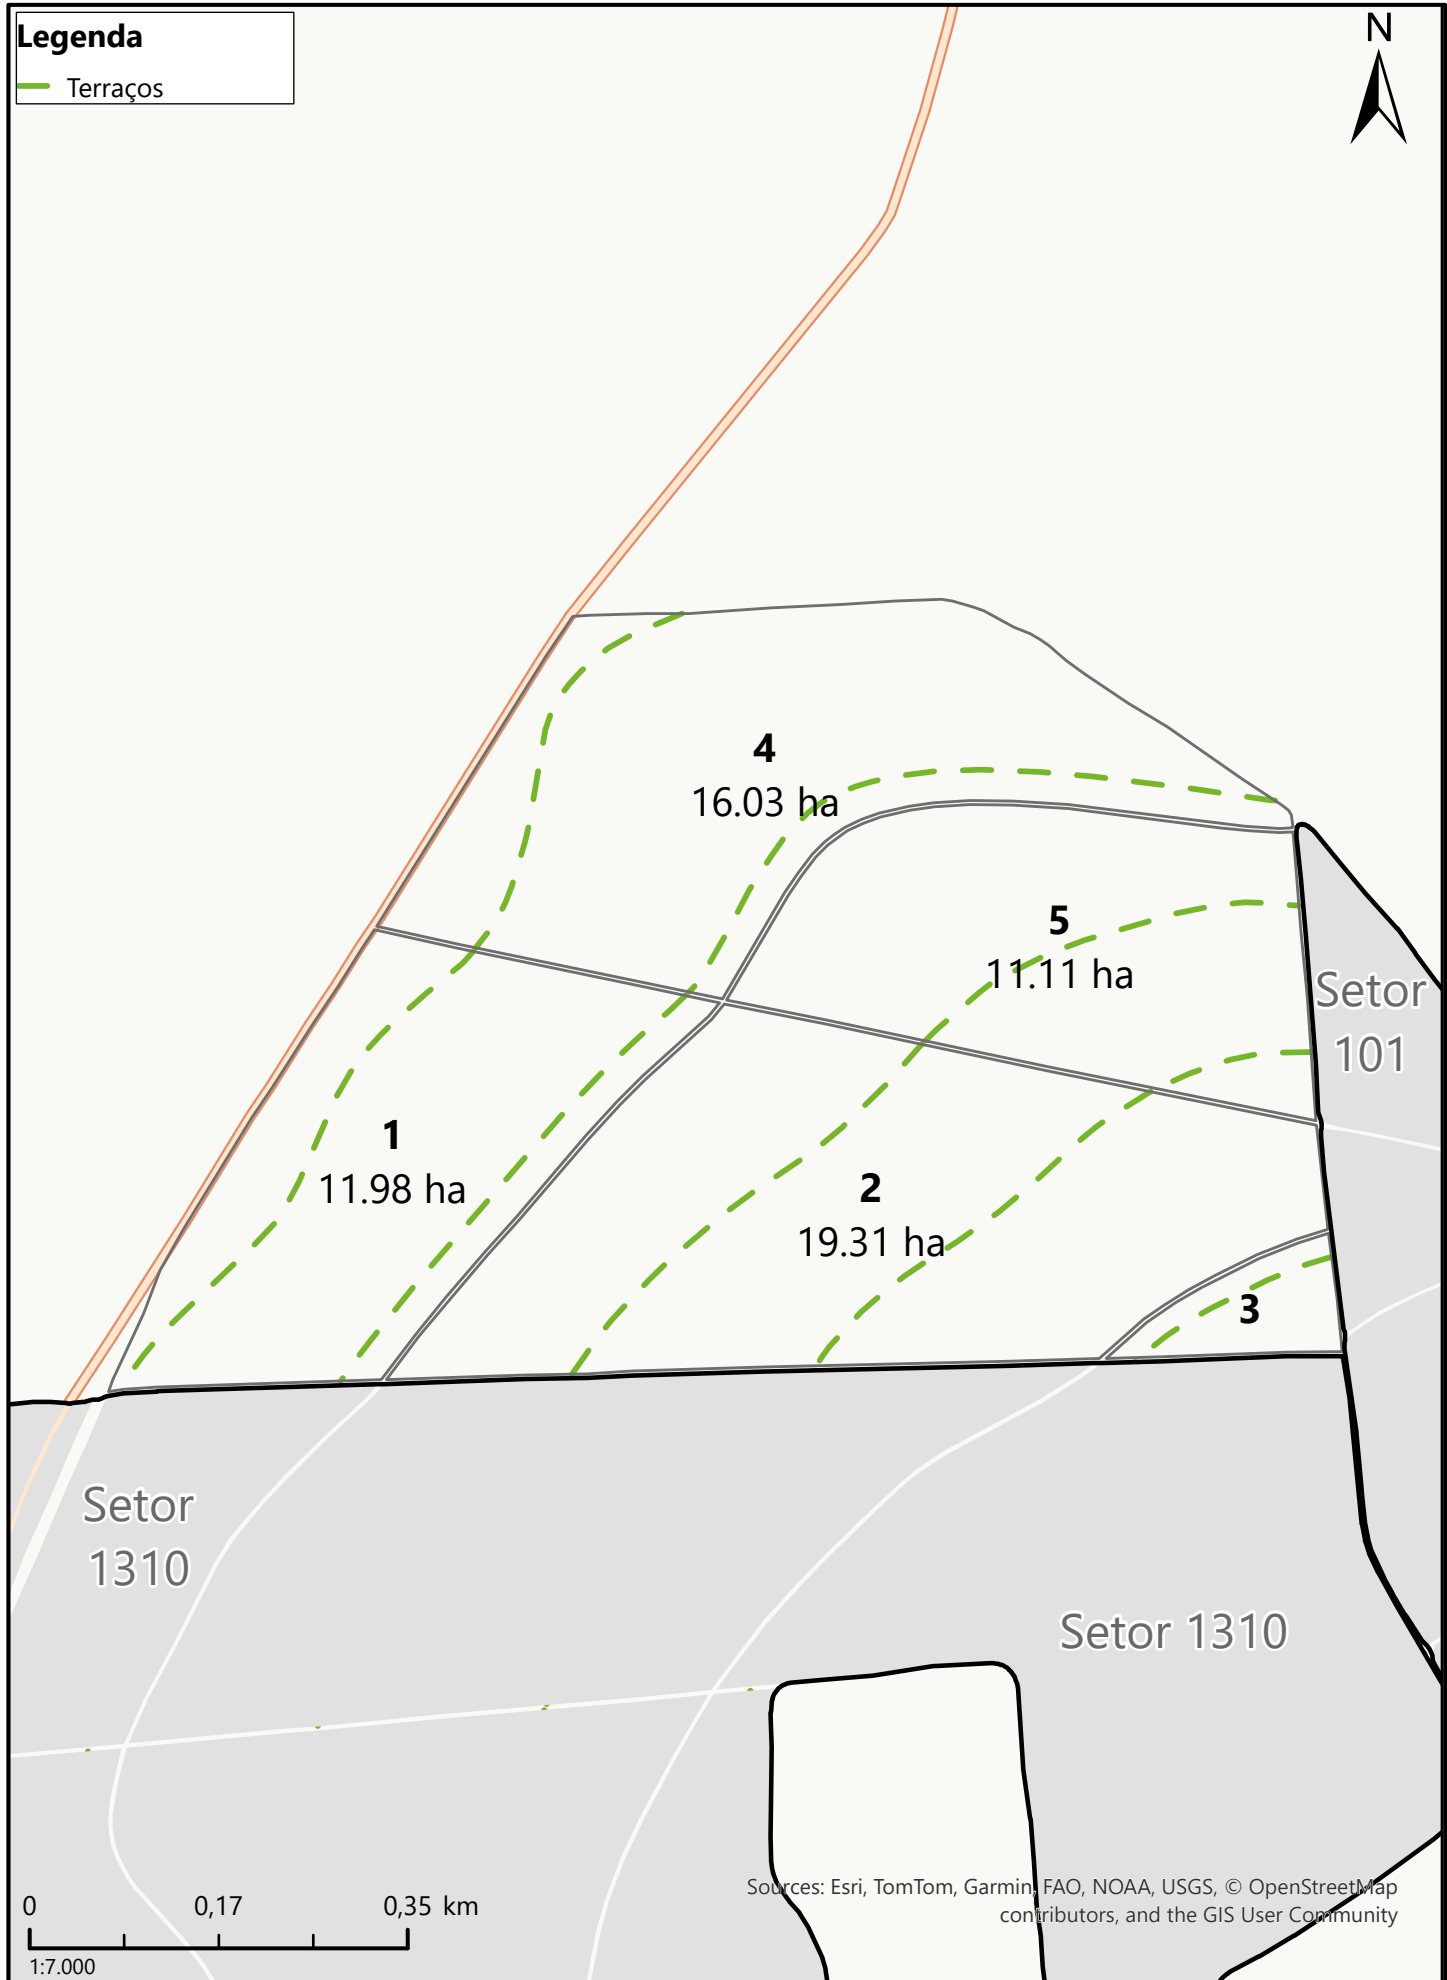 Legenda
Terraços
N
4
16.03 ha
5
11.11 ha
Setor
101
1
11.98 ha
2
19.31 ha
3
Setor
1310
Setor 1310
0 0,17 0,35 km
1:7.000
Sources: Esri, TomTom, Garmin, FAO, NOAA, USGS, © OpenStreetMap
contributors, and the GIS User Community